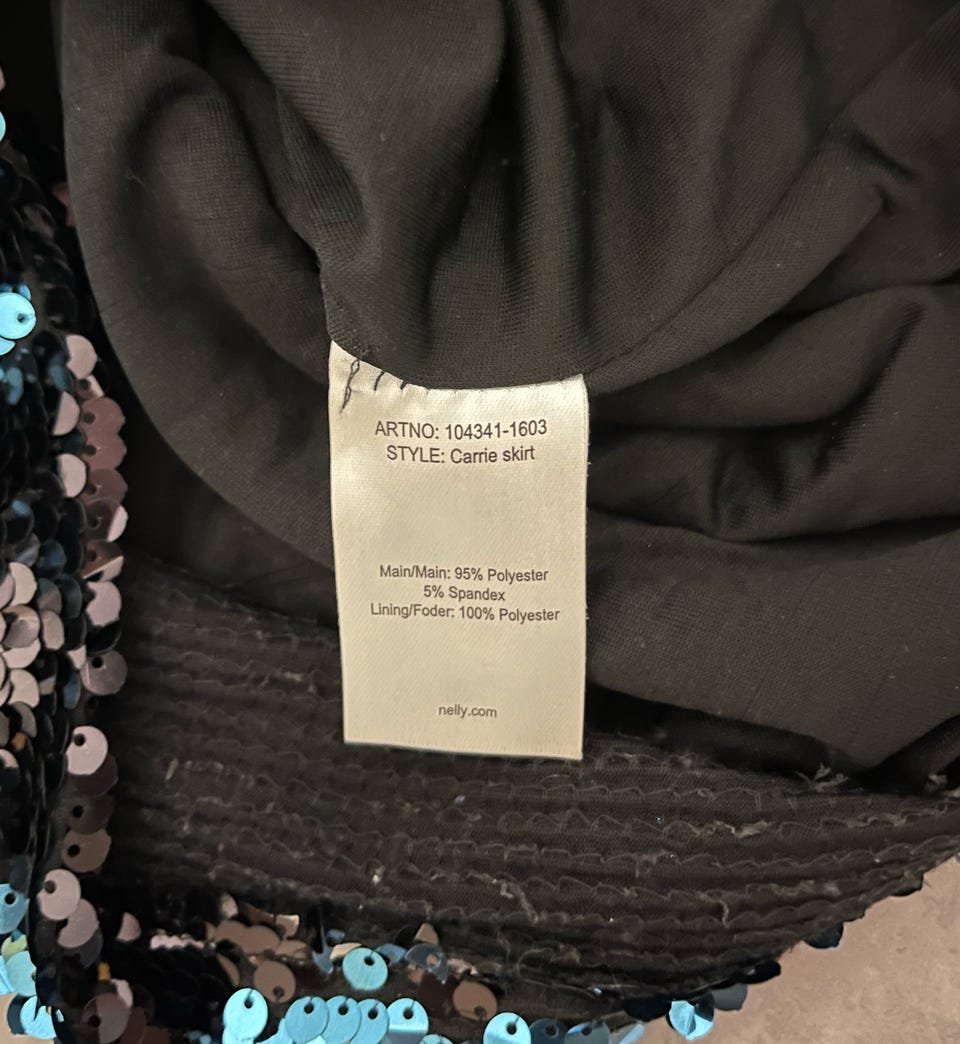 ARTNO: 104341-1603
STYLE: Carrie skirt
Main/Main: 95% Polyester
5% Spandex
Lining/Foder: 100% Polyester
nelly.com